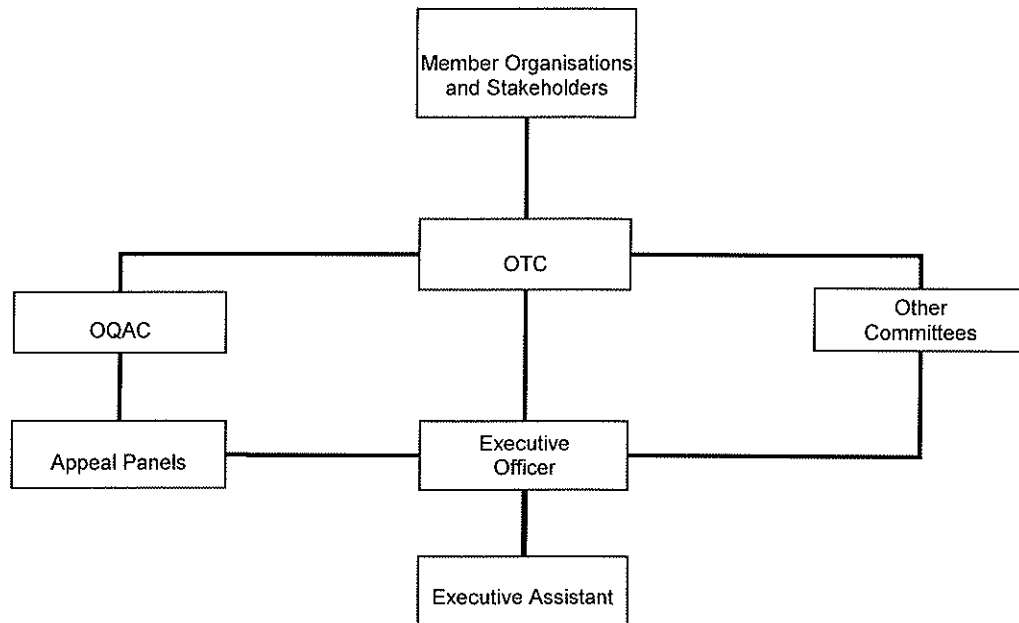 Member Organisations
and Stakeholders
OTC
OQAC
Other
Committees
Appeal Panels
Executive
Officer
Executive Assistant